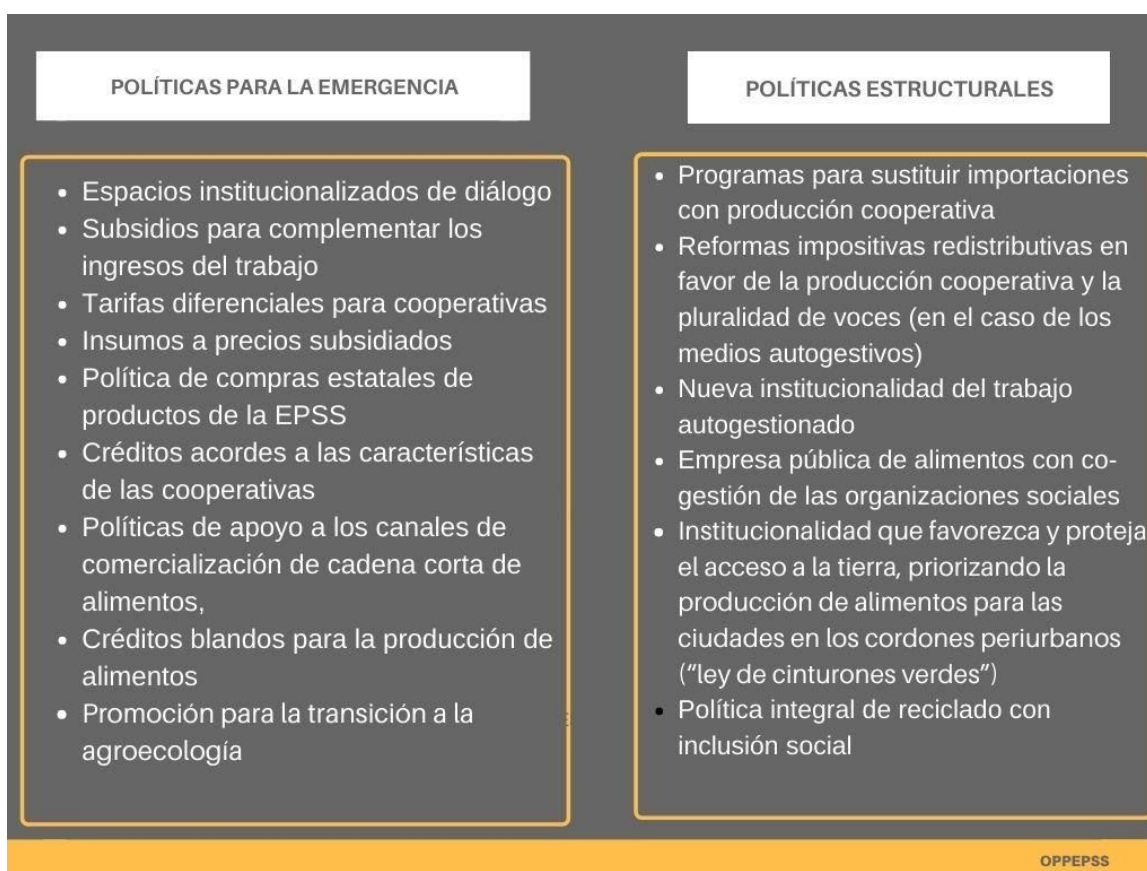 POLÍTICAS PARA LA EMERGENCIA
• Espacios institucionalizados de diálogo
• Subsidios para complementar los
ingresos del trabajo
• Tarifas diferenciales para cooperativas
• Insumos a precios subsidiados
• Política de compras estatales de
productos de la EPSS
• Créditos acordes a las características
de las cooperativas
• Políticas de apoyo a los canales de
comercialización de cadena corta de
alimentos,
• Créditos blandos para la producción de
alimentos
• Promoción para la transición a la
agroecología
POLÍTICAS ESTRUCTURALES
• Programas para sustituir importaciones
con producción cooperativa
• Reformas impositivas redistributivas en
favor de la producción cooperativa y la
pluralidad de voces (en el caso de los
medios autogestivos)
• Nueva institucionalidad del trabajo
autogestionado
• Empresa pública de alimentos con co-
gestión de las organizaciones sociales
• Institucionalidad que favorezca y proteja
el acceso a la tierra, priorizando la
producción de alimentos para las
ciudades en los cordones periurbanos
(“ley de cinturones verdes”)
• Política integral de reciclado con
inclusión social
OPPEPSS